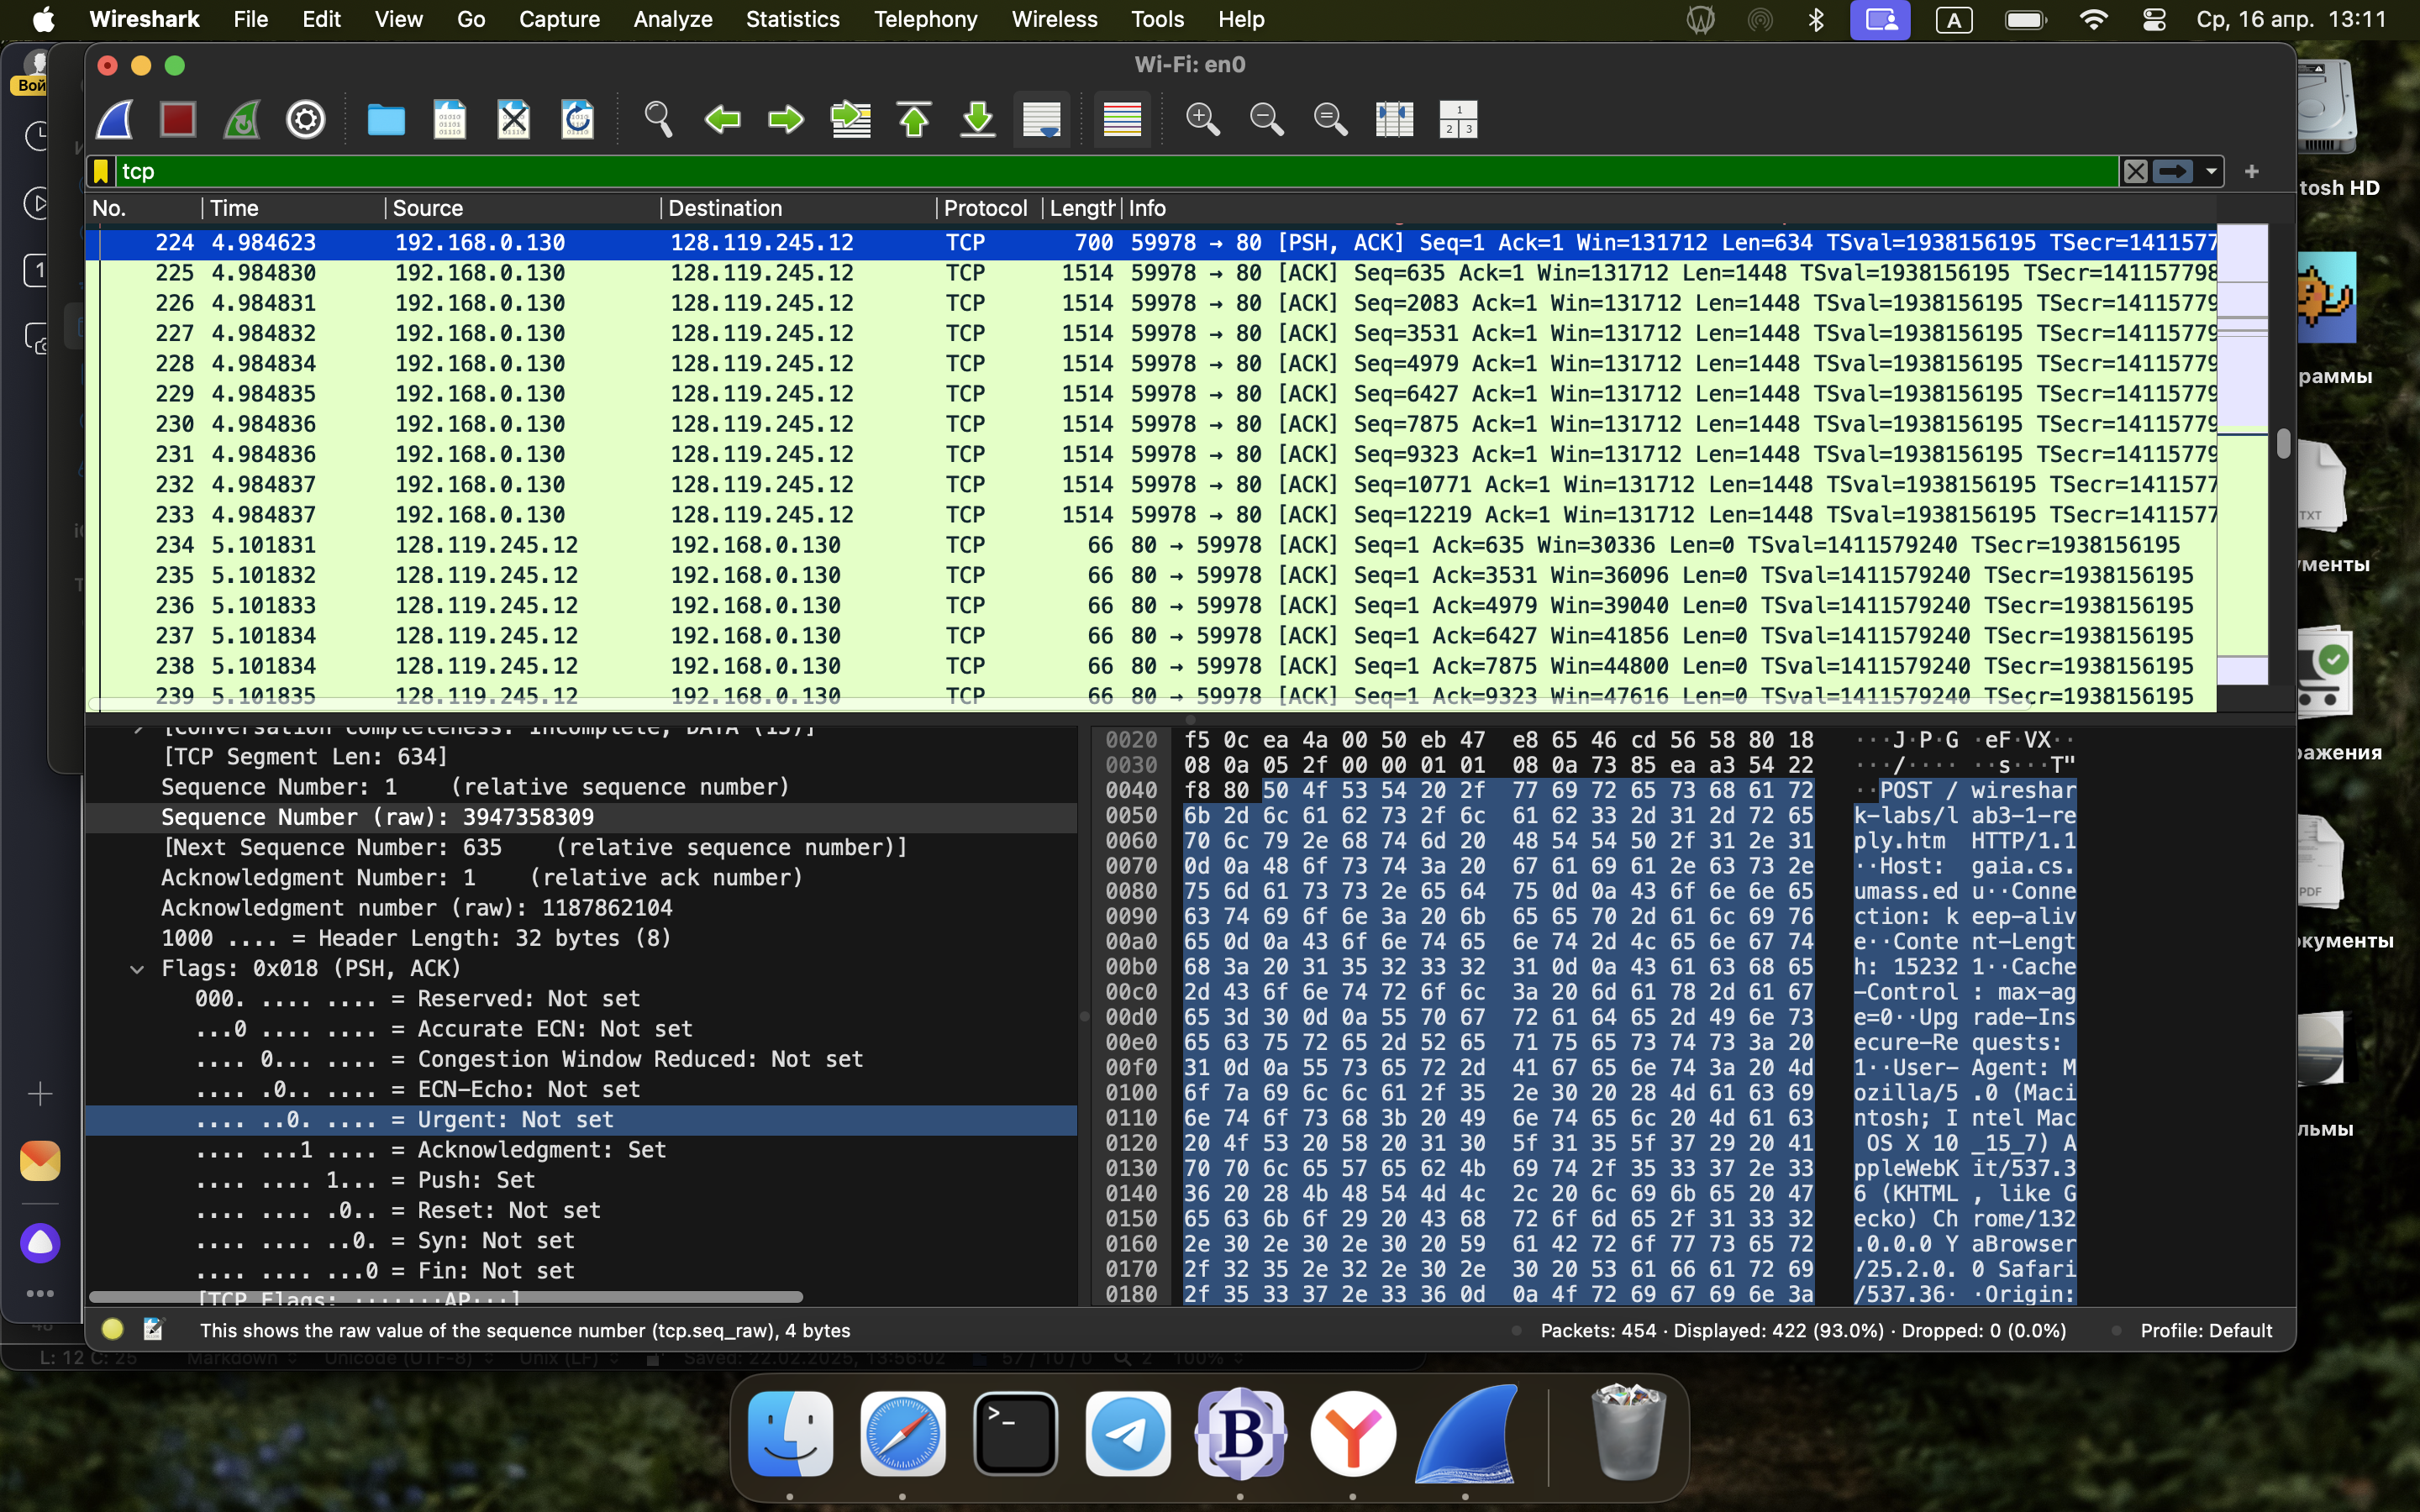 Wireshark File Edit View Go Capture Analyze Statistics Telephony Wireless Tools Help A Ср, 16 апр. 13:11
Wi-Fi: en0
Вой
tcp
No. Time Source Destination Protocol Length Info
224 4.984623 192.168.0.130 128.119.245.12 TCP 700 59978 → 80 [PSH, ACK] Seq=1 Ack=1 Win=131712 Len=634 TSval=1938156195 TSecr=1411577
225 4.984830 192.168.0.130 128.119.245.12 TCP 1514 59978 → 80 [ACK] Seq=635 Ack=1 Win=131712 Len=1448 TSval=1938156195 TSecr=141157798
226 4.984831 192.168.0.130 128.119.245.12 TCP 1514 59978 → 80 [ACK] Seq=2083 Ack=1 Win=131712 Len=1448 TSval=1938156195 TSecr=14115779
227 4.984832 192.168.0.130 128.119.245.12 TCP 1514 59978 → 80 [ACK] Seq=3531 Ack=1 Win=131712 Len=1448 TSval=1938156195 TSecr=14115779
228 4.984834 192.168.0.130 128.119.245.12 TCP 1514 59978 → 80 [ACK] Seq=4979 Ack=1 Win=131712 Len=1448 TSval=1938156195 TSecr=14115779
229 4.984835 192.168.0.130 128.119.245.12 TCP 1514 59978 → 80 [ACK] Seq=6427 Ack=1 Win=131712 Len=1448 TSval=1938156195 TSecr=14115779
230 4.984836 192.168.0.130 128.119.245.12 TCP 1514 59978 → 80 [ACK] Seq=7875 Ack=1 Win=131712 Len=1448 TSval=1938156195 TSecr=14115779
231 4.984836 192.168.0.130 128.119.245.12 TCP 1514 59978 → 80 [ACK] Seq=9323 Ack=1 Win=131712 Len=1448 TSval=1938156195 TSecr=14115779
232 4.984837 192.168.0.130 128.119.245.12 TCP 1514 59978 → 80 [ACK] Seq=10771 Ack=1 Win=131712 Len=1448 TSval=1938156195 TSecr=1411577
233 4.984837 192.168.0.130 128.119.245.12 TCP 1514 59978 → 80 [ACK] Seq=12219 Ack=1 Win=131712 Len=1448 TSval=1938156195 TSecr=1411577
234 5.101831 128.119.245.12 192.168.0.130 TCP 66 80 → 59978 [ACK] Seq=1 Ack=635 Win=30336 Len=0 TSval=1411579240 TSecr=1938156195
235 5.101832 128.119.245.12 192.168.0.130 TCP 66 80 → 59978 [ACK] Seq=1 Ack=3531 Win=36096 Len=0 TSval=1411579240 TSecr=1938156195
236 5.101833 128.119.245.12 192.168.0.130 TCP 66 80 → 59978 [ACK] Seq=1 Ack=4979 Win=39040 Len=0 TSval=1411579240 TSecr=1938156195
237 5.101834 128.119.245.12 192.168.0.130 TCP 66 80 → 59978 [ACK] Seq=1 Ack=6427 Win=41856 Len=0 TSval=1411579240 TSecr=1938156195
238 5.101834 128.119.245.12 192.168.0.130 TCP 66 80 → 59978 [ACK] Seq=1 Ack=7875 Win=44800 Len=0 TSval=1411579240 TSecr=1938156195
239 5.101835 128.119.245.12 192.168.0.130 TCP 66 80 → 59978 [ACK] Seq=1 Ack=9323 Win=47616 Len=0 TSval=1411579240 TSecr=1938156195
[Conversation completeness: Incomplete, DATA (15)]
[TCP Segment Len: 634]
Sequence Number: 1 (relative sequence number)
Sequence Number (raw): 3947358309
[Next Sequence Number: 635 (relative sequence number)]
Acknowledgment Number: 1 (relative ack number)
Acknowledgment number (raw): 1187862104
1000 .... = Header Length: 32 bytes (8)
Flags: 0x018 (PSH, ACK)
000. .... .... = Reserved: Not set
...0 .... .... = Accurate ECN: Not set
.... 0... .... = Congestion Window Reduced: Not set
.... .0.. .... = ECN-Echo: Not set
.... ..0. .... = Urgent: Not set
.... ...1 .... = Acknowledgment: Set
.... .... 1... = Push: Set
.... .... .0.. = Reset: Not set
.... .... ..0. = Syn: Not set
.... .... ...0 = Fin: Not set
[TCP Flags: ·······AP···]
0020 f5 0c ea 4a 00 50 eb 47 e8 65 46 cd 56 58 80 18 ···J·P·G ·eF·VX··
0030 08 0a 05 2f 00 00 01 01 08 0a 73 85 ea a3 54 22 ···/···· ··s···T"
0040 f8 80 50 4f 53 54 20 2f 77 69 72 65 73 68 61 72 ··POST / wireshar
0050 6b 2d 6c 61 62 73 2f 6c 61 62 33 2d 31 2d 72 65 k-labs/l ab3-1-re
0060 70 6c 79 2e 68 74 6d 20 48 54 54 50 2f 31 2e 31 ply.htm HTTP/1.1
0070 0d 0a 48 6f 73 74 3a 20 67 61 69 61 2e 63 73 2e ··Host: gaia.cs.
0080 75 6d 61 73 73 2e 65 64 75 0d 0a 43 6f 6e 6e 65 umass.ed u··Conne
0090 63 74 69 6f 6e 3a 20 6b 65 65 70 2d 61 6c 69 76 ction: k eep-aliv
00a0 65 0d 0a 43 6f 6e 74 65 6e 74 2d 4c 65 6e 67 74 e··Conte nt-Lengt
00b0 68 3a 20 31 35 32 33 32 31 0d 0a 43 61 63 68 65 h: 15232 1··Cache
00c0 2d 43 6f 6e 74 72 6f 6c 3a 20 6d 61 78 2d 61 67 -Control : max-ag
00d0 65 3d 30 0d 0a 55 70 67 72 61 64 65 2d 49 6e 73 e=0··Upg rade-Ins
00e0 65 63 75 72 65 2d 52 65 71 75 65 73 74 73 3a 20 ecure-Re quests:
00f0 31 0d 0a 55 73 65 72 2d 41 67 65 6e 74 3a 20 4d 1··User- Agent: M
0100 6f 7a 69 6c 6c 61 2f 35 2e 30 20 28 4d 61 63 69 ozilla/5 .0 (Maci
0110 6e 74 6f 73 68 3b 20 49 6e 74 65 6c 20 4d 61 63 ntosh; I ntel Mac
0120 20 4f 53 20 58 20 31 30 5f 31 35 5f 37 29 20 41 OS X 10 _15_7) A
0130 70 70 6c 65 57 65 62 4b 69 74 2f 35 33 37 2e 33 ppleWebK it/537.3
0140 36 20 28 4b 48 54 4d 4c 2c 20 6c 69 6b 65 20 47 6 (KHTML , like G
0150 65 63 6b 6f 29 20 43 68 72 6f 6d 65 2f 31 33 32 ecko) Ch rome/132
0160 2e 30 2e 30 2e 30 20 59 61 42 72 6f 77 73 65 72 .0.0.0 Y aBrowser
0170 2f 32 35 2e 32 2e 30 2e 30 20 53 61 66 61 72 69 /25.2.0. 0 Safari
0180 2f 35 33 37 2e 33 36 0d 0a 4f 72 69 67 69 6e 3a /537.36· ·Origin:
This shows the raw value of the sequence number (tcp.seq_raw), 4 bytes Packets: 454 · Displayed: 422 (93.0%) · Dropped: 0 (0.0%) Profile: Default
L: 12 C: 25 Markdown Unicode (UTF-8) Unix (LF) Saved: 22.02.2025, 13:56:02 57 / 10 / 0 2 100%
tosh HD
раммы
TXT
ументы
ражения
PDF
окументы
льмы